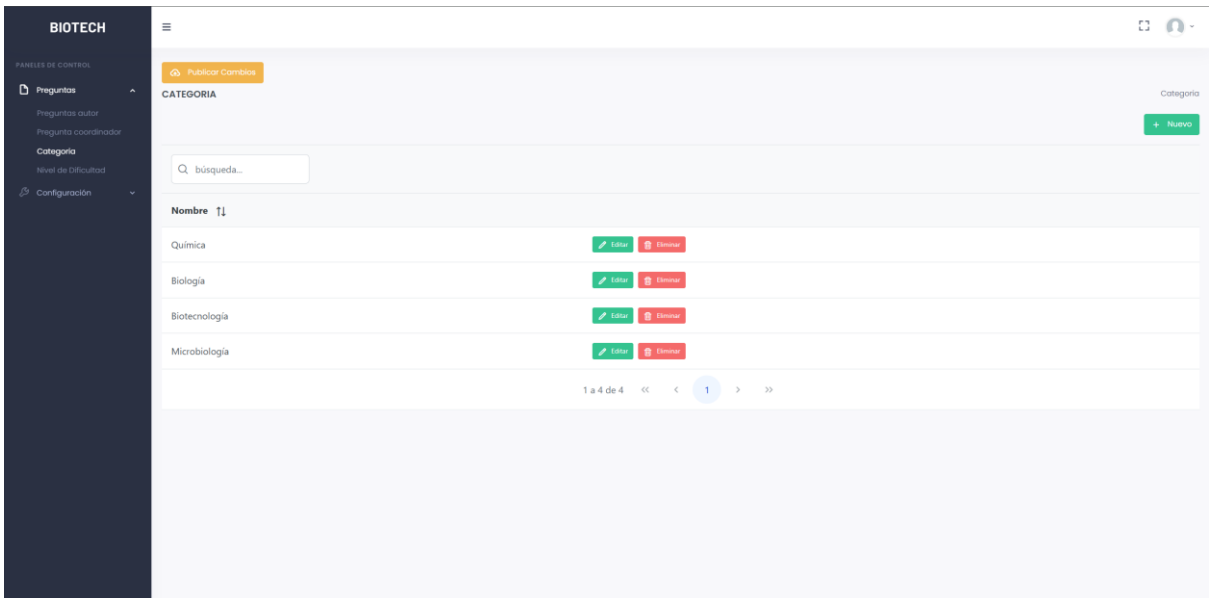 BIOTECH
PANELES DE CONTROL
Preguntas
Preguntas autor
Pregunta coordinador
Categoria
Nivel de Dificultad
Configuración
Publicar Cambios
CATEGORIA
Categoria
+ Nuevo
búsqueda...
Nombre
Química Editar Eliminar
Biología Editar Eliminar
Biotecnología Editar Eliminar
Microbiología Editar Eliminar
1 a 4 de 4 << < 1 > >>